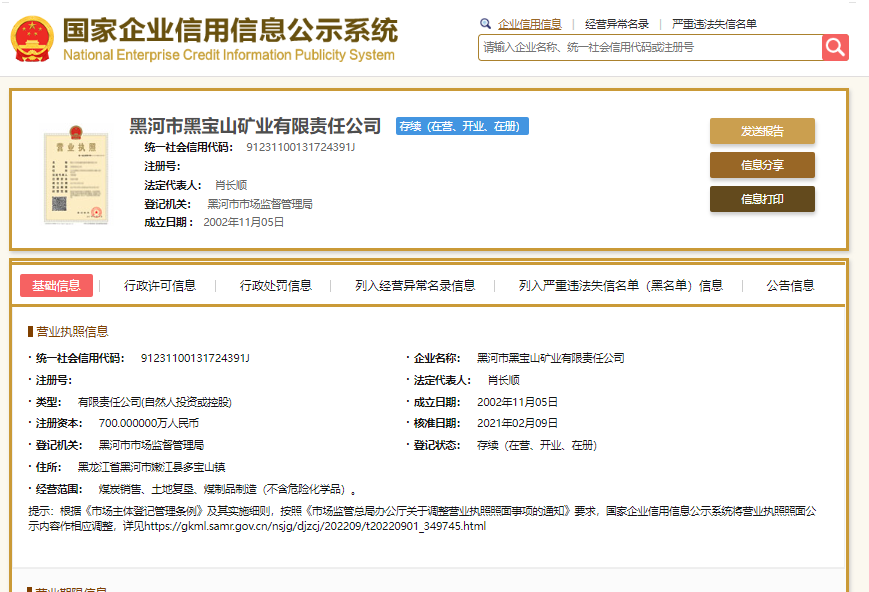 国家企业信用信息公示系统
National Enterprise Credit Information Publicity System
企业信用信息 | 经营异常名录 | 严重违法失信名单
请输入企业名称、统一社会信用代码或注册号
营业执照
黑河市黑宝山矿业有限责任公司 存续（在营、开业、在册）
统一社会信用代码： 91231100131724391J
注册号：
法定代表人： 肖长顺
登记机关： 黑河市市场监督管理局
成立日期： 2002年11月05日
发送报告
信息分享
信息打印
基础信息 | 行政许可信息 | 行政处罚信息 | 列入经营异常名录信息 | 列入严重违法失信名单（黑名单）信息 | 公告信息
营业执照信息
· 统一社会信用代码： 91231100131724391J · 企业名称： 黑河市黑宝山矿业有限责任公司
· 注册号： · 法定代表人： 肖长顺
· 类型： 有限责任公司(自然人投资或控股) · 成立日期： 2002年11月05日
· 注册资本： 700.000000万人民币 · 核准日期： 2021年02月09日
· 登记机关： 黑河市市场监督管理局 · 登记状态： 存续（在营、开业、在册）
· 住所： 黑龙江省黑河市嫩江县多宝山镇
· 经营范围： 煤炭销售、土地复垦、煤制品制造（不含危险化学品）。
提示：根据《市场主体登记管理条例》及其实施细则，按照《市场监管总局办公厅关于调整营业执照照面事项的通知》要求，国家企业信用信息公示系统将营业执照照面公
示内容作相应调整，详见https://gkml.samr.gov.cn/nsjg/djzcj/202209/t20220901_349745.html
营业期限信息